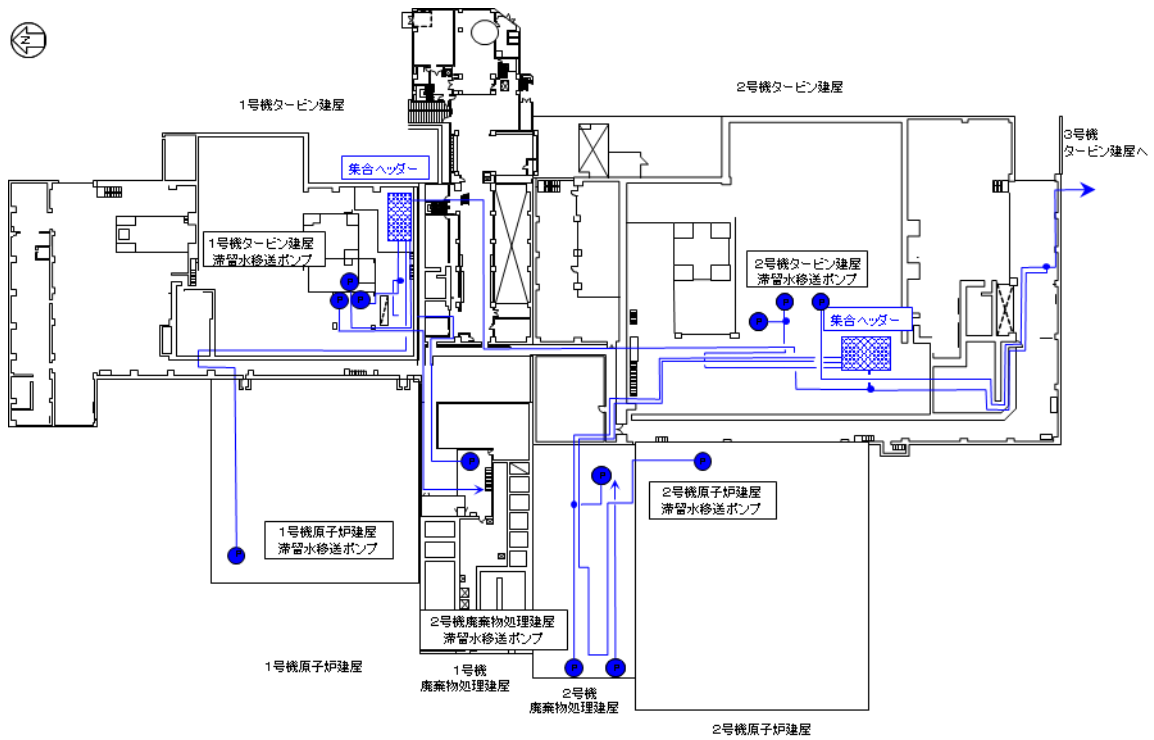 N
1号機タービン建屋
2号機タービン建屋
3号機
タービン建屋へ
集合ヘッダー
1号機タービン建屋
滞留水移送ポンプ
2号機タービン建屋
滞留水移送ポンプ
P
P
P
P
P
P
集合ヘッダー
P
P
P
2号機原子炉建屋
滞留水移送ポンプ
1号機原子炉建屋
滞留水移送ポンプ
P
2号機廃棄物処理建屋
滞留水移送ポンプ
P
P
1号機原子炉建屋
1号機
廃棄物処理建屋
2号機
廃棄物処理建屋
2号機原子炉建屋